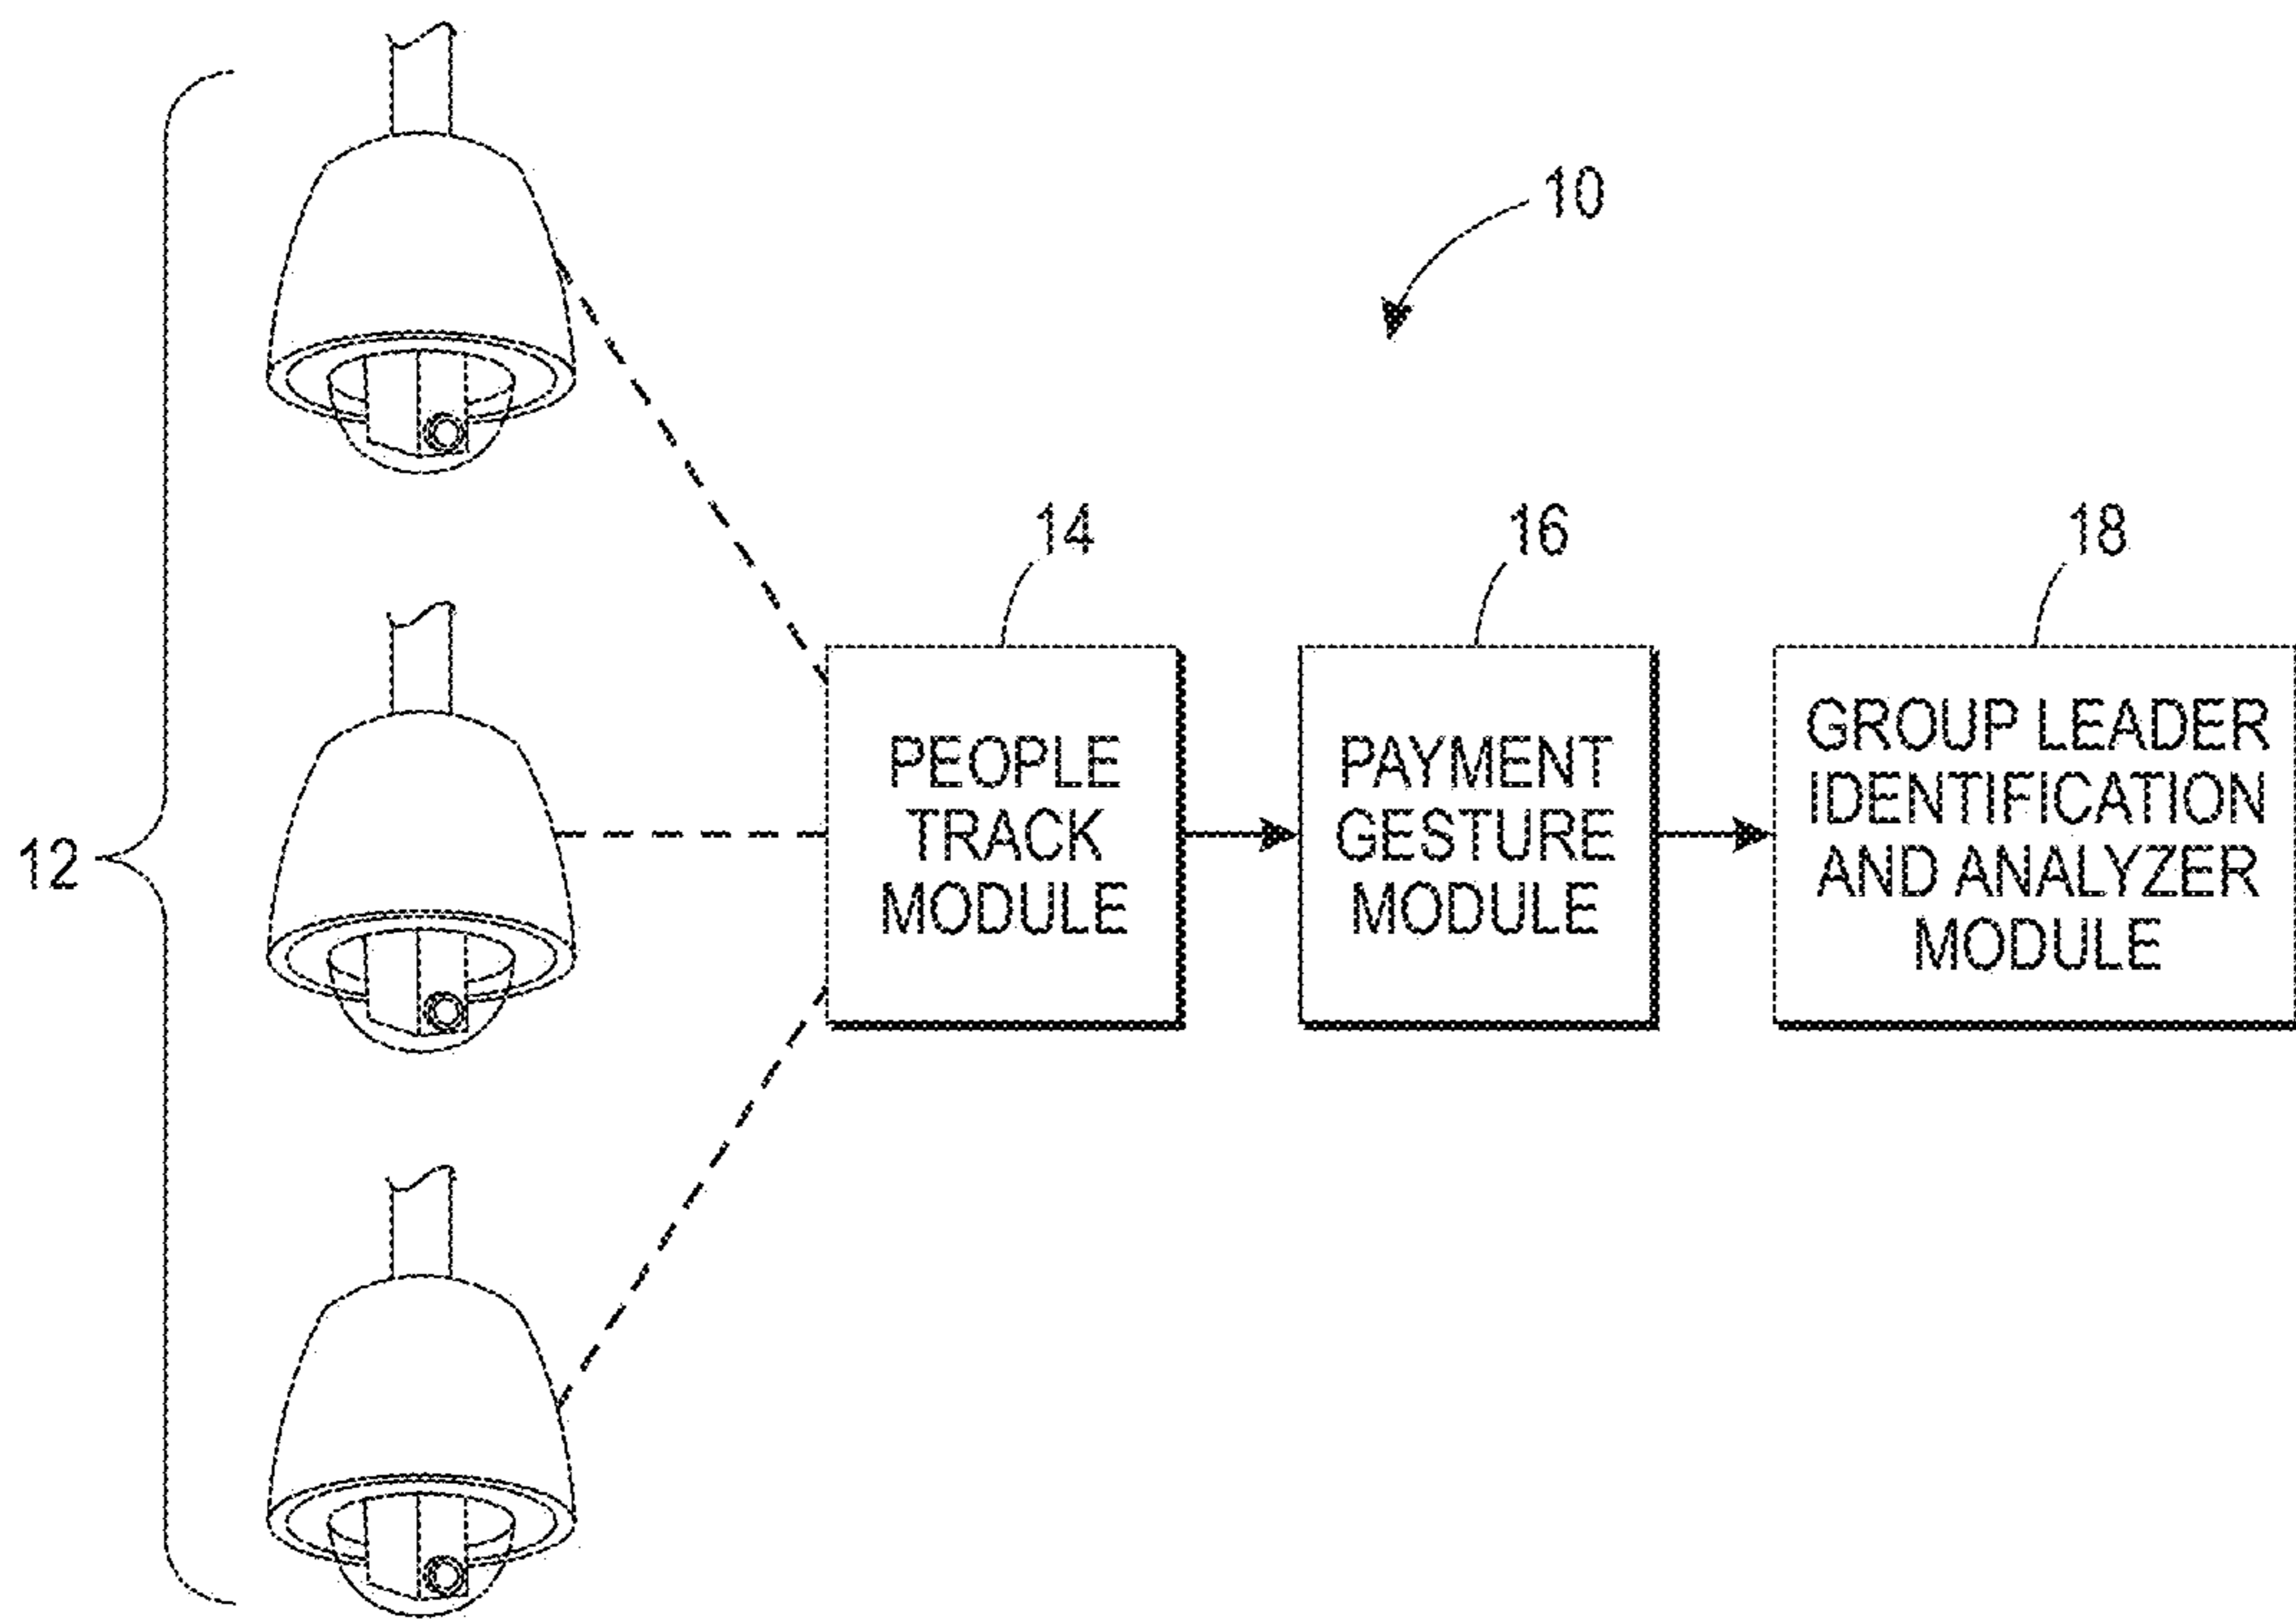 10
14
16
18
12
PEOPLE
TRACK
MODULE
PAYMENT
GESTURE
MODULE
GROUP LEADER
IDENTIFICATION
AND ANALYZER
MODULE